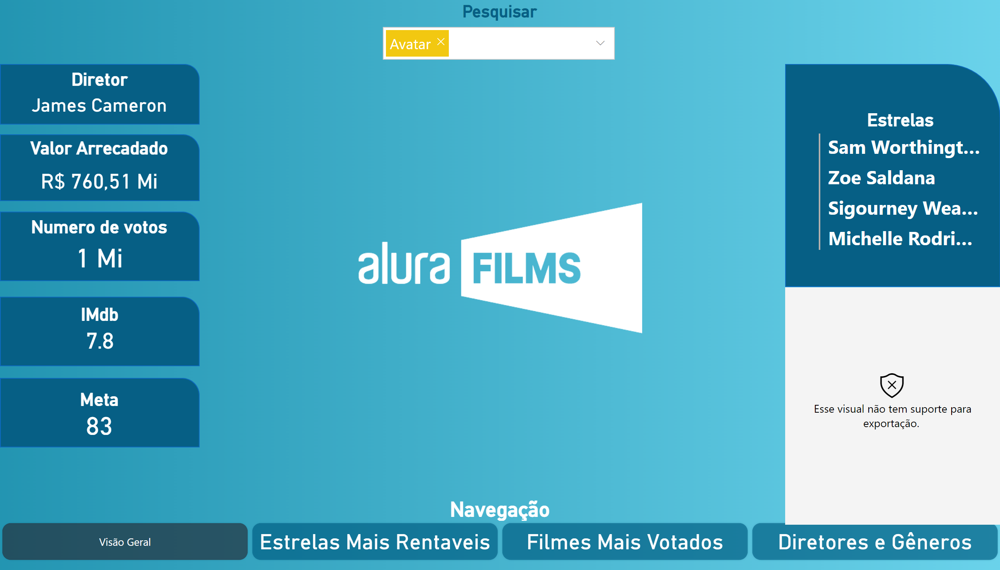 Pesquisar
Avatar
Diretor
James Cameron
Valor Arrecadado
R$ 760,51 Mi
Numero de votos
1 Mi
IMdb
7.8
Meta
83
alura FILMS
Estrelas
Sam Worthingt...
Zoe Saldana
Sigourney Wea...
Michelle Rodri...
Esse visual não tem suporte para
exportação.
Navegação
Visão Geral
Estrelas Mais Rentaveis
Filmes Mais Votados
Diretores e Gêneros